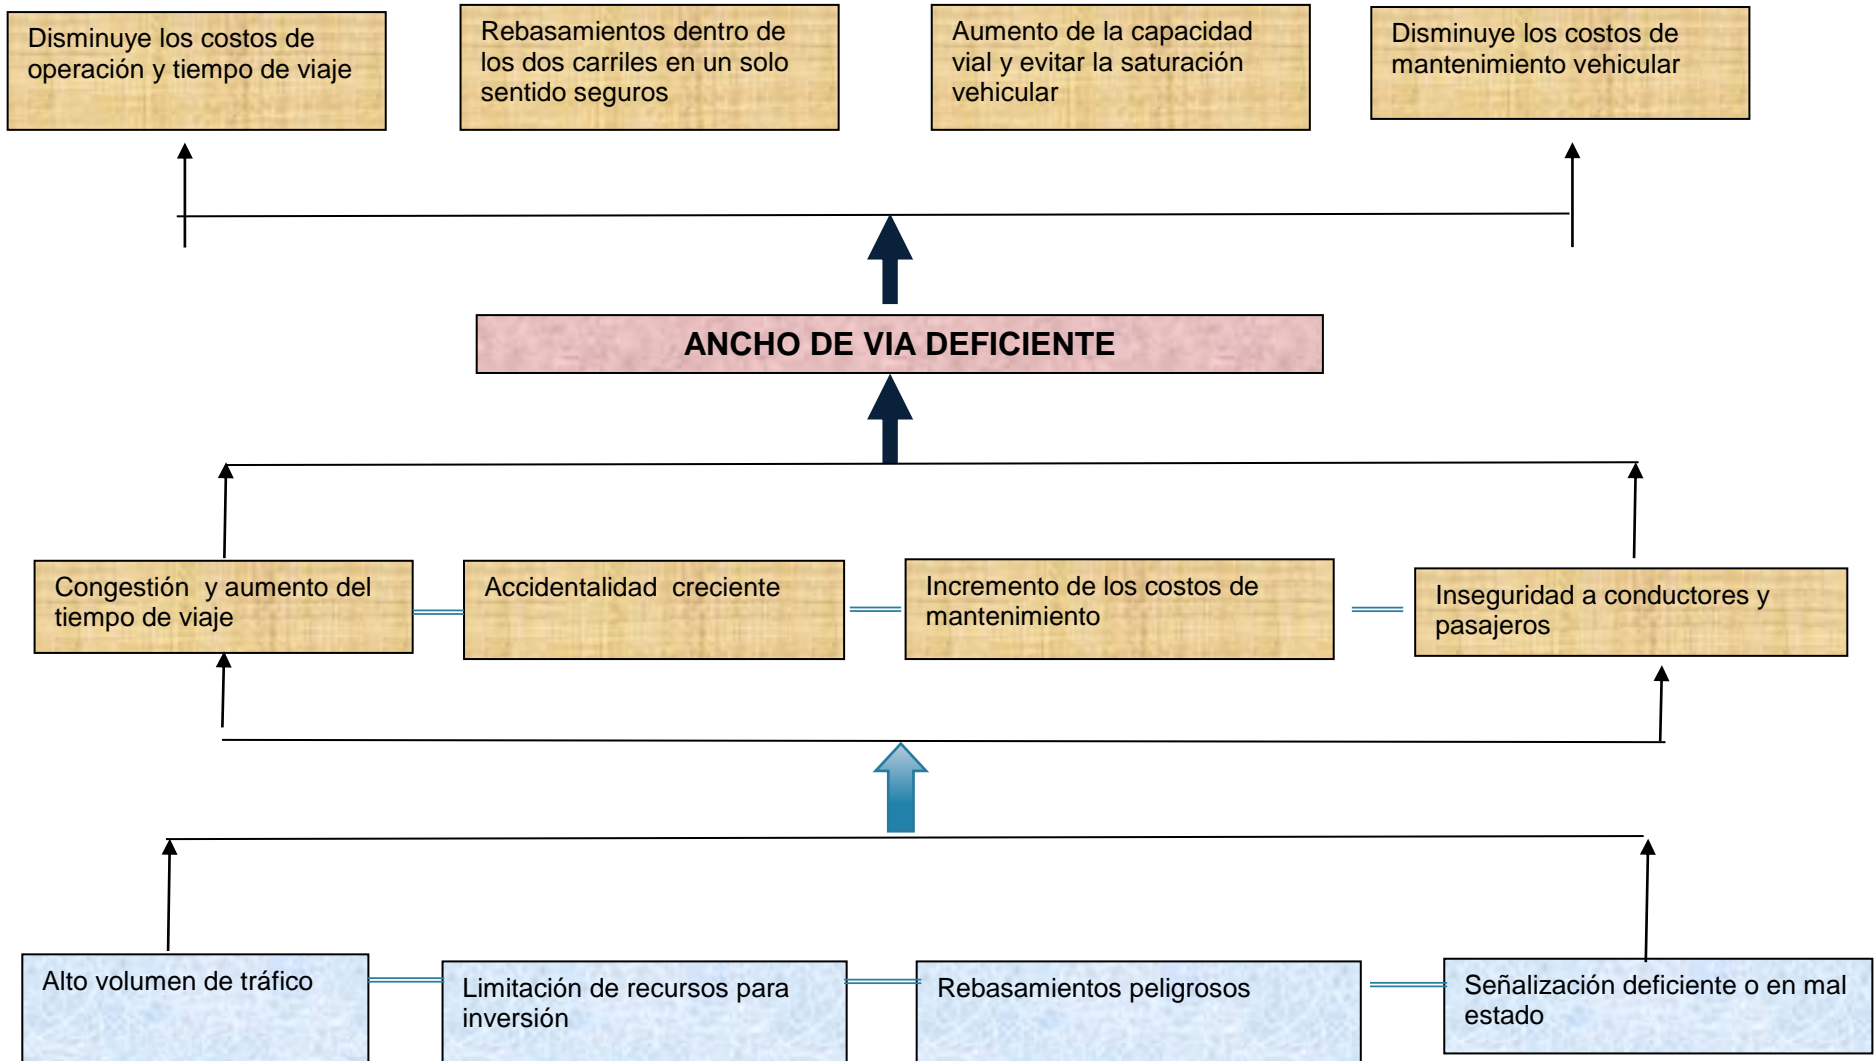 Disminuye los costos de
operación y tiempo de viaje
Rebasamientos dentro de
los dos carriles en un solo
sentido seguros
Aumento de la capacidad
vial y evitar la saturación
vehicular
Disminuye los costos de
mantenimiento vehicular
ANCHO DE VIA DEFICIENTE
Congestión y aumento del
tiempo de viaje
Accidentalidad creciente
Incremento de los costos de
mantenimiento
Inseguridad a conductores y
pasajeros
Alto volumen de tráfico
Limitación de recursos para
inversión
Rebasamientos peligrosos
Señalización deficiente o en mal
estado